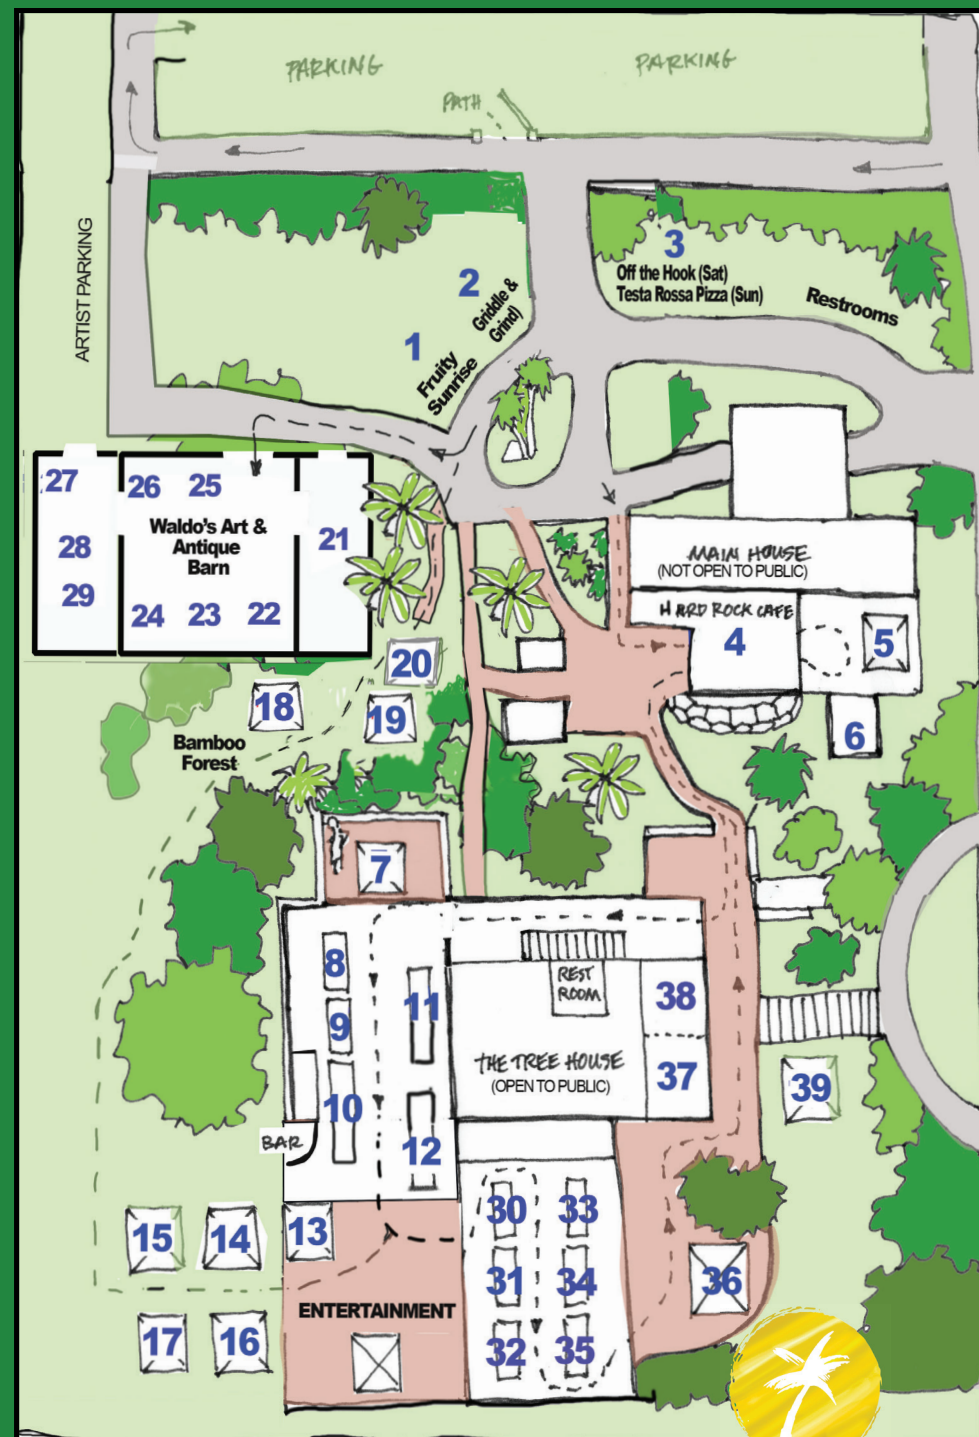 PARKING
PARKING
PATH
ARTIST PARKING
3
Off the Hook (Sat)
Testa Rossa Pizza (Sun)
Restrooms
2
Griddle &
Grind)
1
Fruity
Sunrise
27
26
25
28
Waldo's Art &
Antique
Barn
21
29
24
23
22
MAIN HOUSE
(NOT OPEN TO PUBLIC)
HARD ROCK CAFE
4
5
6
20
18
19
Bamboo
Forest
7
8
9
10
11
12
BAR
REST
ROOM
38
THE TREE HOUSE
(OPEN TO PUBLIC)
37
39
15
14
13
17
16
ENTERTAINMENT
30
33
31
34
32
35
36